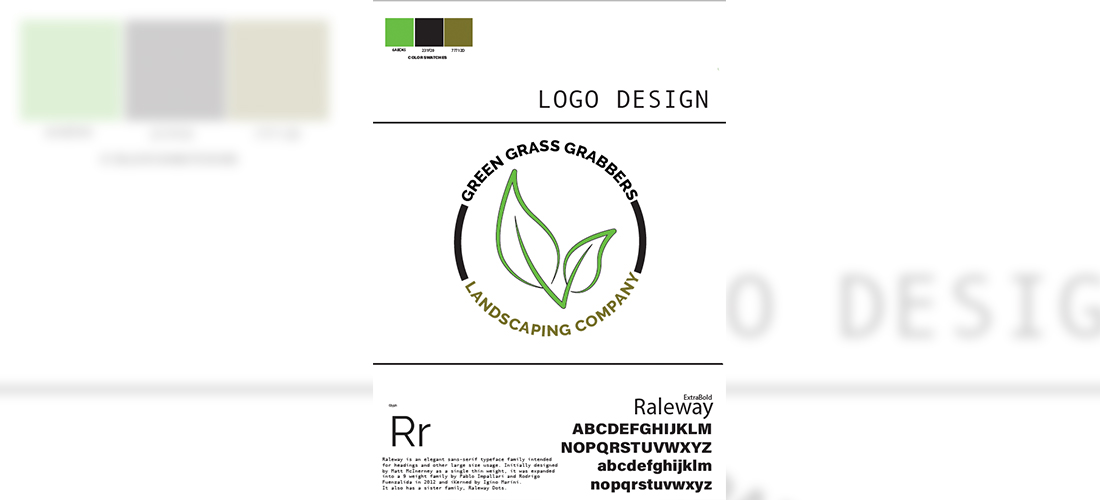 6ABD45 221F20 77712D
COLOR SWATCHES
LOGO DESIGN
GREEN GRASS GRABBERS
LANDSCAPING COMPANY
ExtraBold
Raleway
Rr
ABCDEFGHIJKLM
NOPQRSTUVWXYZ
abcdefghijklm
nopqrstuvwxyz
Raleway is an elegant sans-serif typeface family intended
for headings and other large size usage. Initially designed
by Matt McInerney as a single thin weight, it was expanded
into a 9 weight family by Pablo Impallari and Rodrigo
Fuenzalida in 2012 and iKerned by Igino Marini.
It also has a sister family, Raleway Dots.